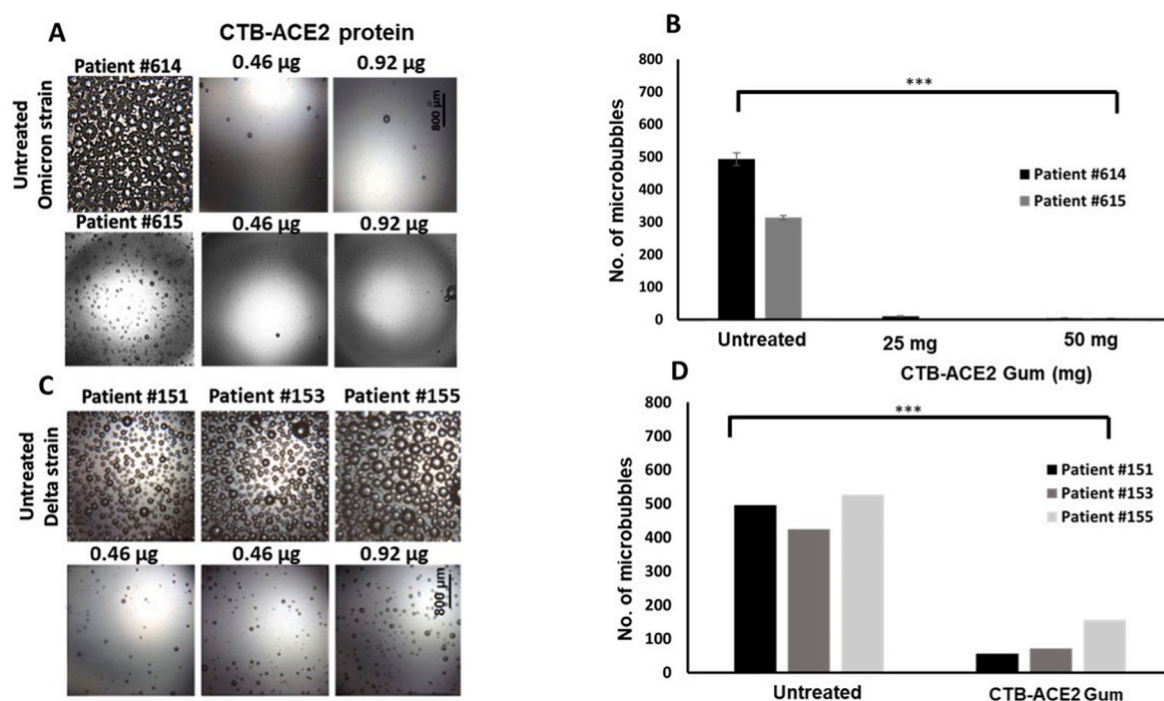 A
CTB-ACE2 protein
Patient #614
0.46 µg
0.92 µg
Untreated
Omicron strain
800 µm
Patient #615
0.46 µg
0.92 µg
B
800
700
600
500
400
300
200
100
0
No. of microbubbles
***
Patient #614
Patient #615
Untreated
25 mg
50 mg
CTB-ACE2 Gum (mg)
C
Patient #151
Patient #153
Patient #155
Untreated
Delta strain
0.46 µg
0.46 µg
0.92 µg
800 µm
D
800
700
600
500
400
300
200
100
0
No. of microbubbles
***
Patient #151
Patient #153
Patient #155
Untreated
CTB-ACE2 Gum